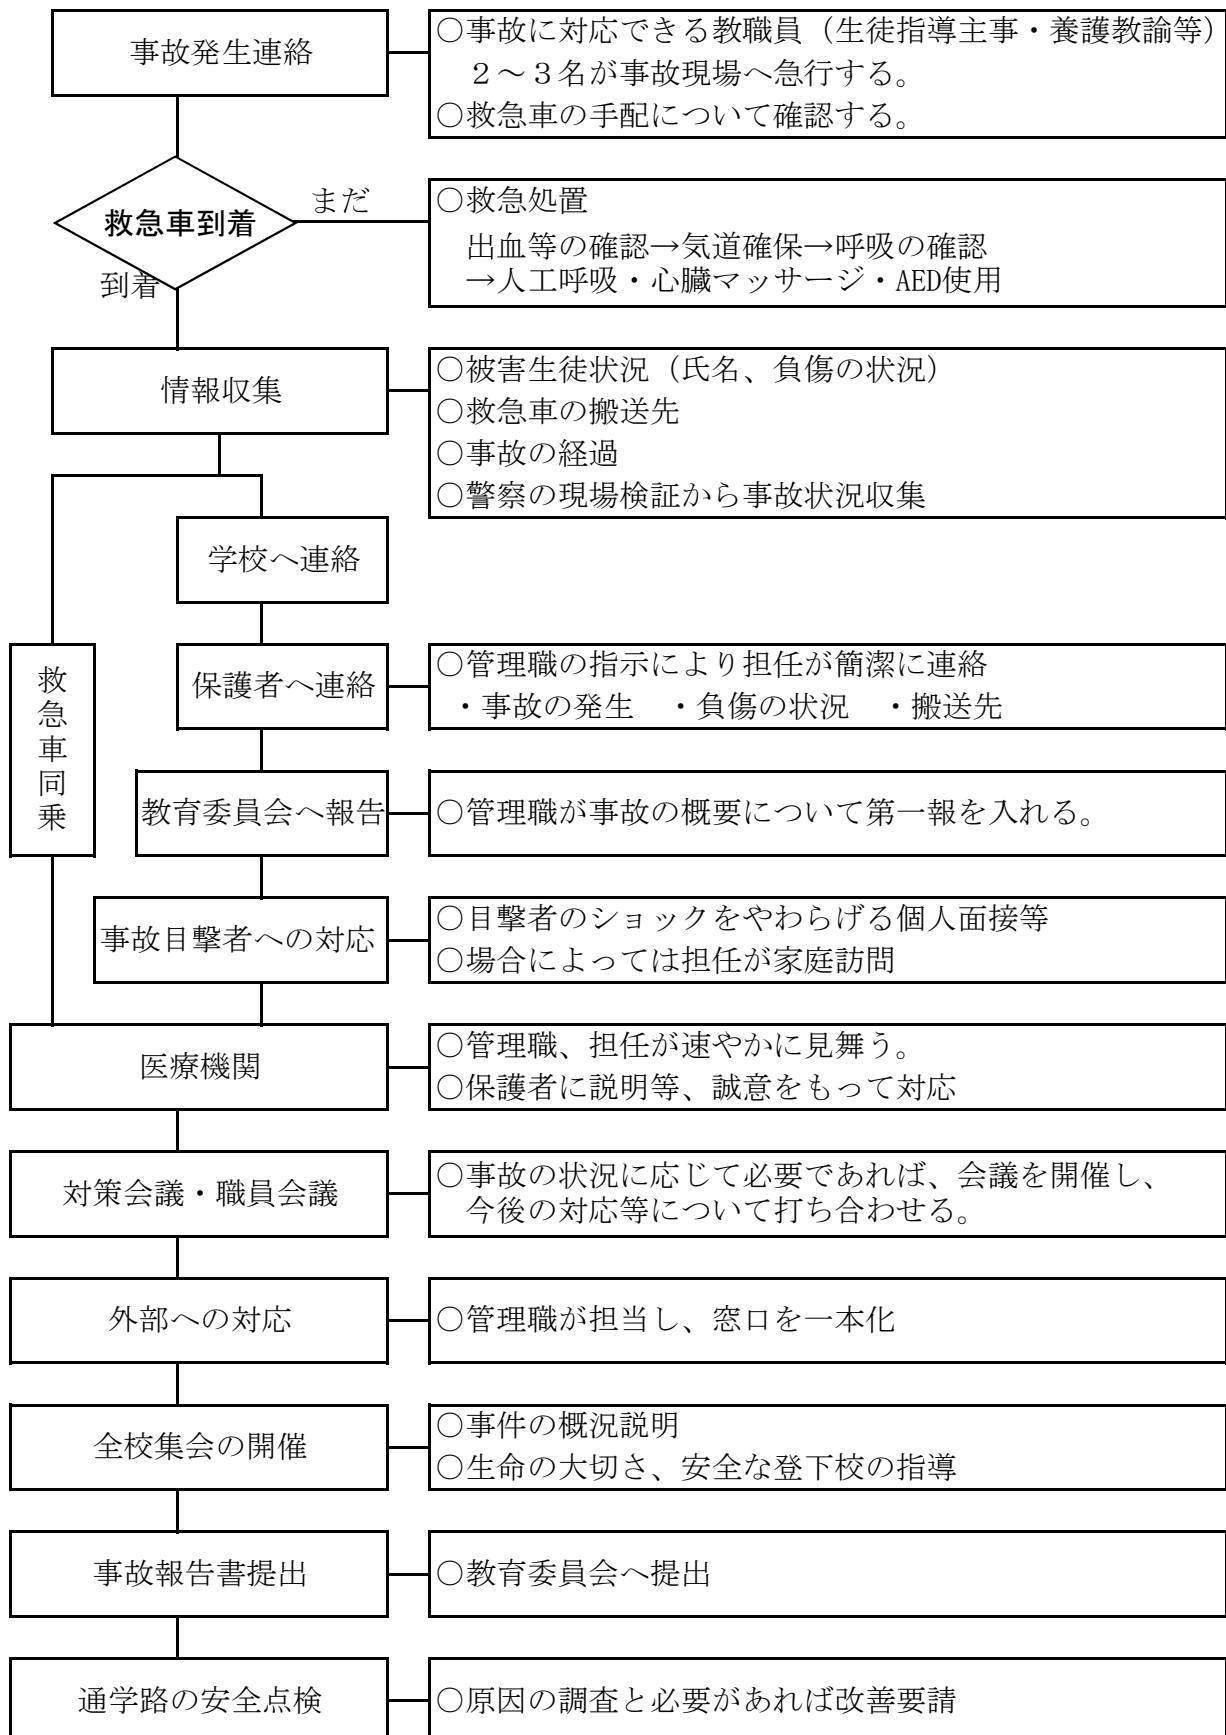 事故発生連絡
○事故に対応できる教職員（生徒指導主事・養護教諭等）
２～３名が事故現場へ急行する。
○救急車の手配について確認する。
救急車到着
まだ
到着
○救急処置
出血等の確認→気道確保→呼吸の確認
→人工呼吸・心臓マッサージ・AED使用
情報収集
○被害生徒状況（氏名、負傷の状況）
○救急車の搬送先
○事故の経過
○警察の現場検証から事故状況収集
学校へ連絡
救急車同乗
保護者へ連絡
○管理職の指示により担任が簡潔に連絡
・事故の発生　・負傷の状況　・搬送先
教育委員会へ報告
○管理職が事故の概要について第一報を入れる。
事故目撃者への対応
○目撃者のショックをやわらげる個人面接等
○場合によっては担任が家庭訪問
医療機関
○管理職、担任が速やかに見舞う。
○保護者に説明等、誠意をもって対応
対策会議・職員会議
○事故の状況に応じて必要であれば、会議を開催し、
今後の対応等について打ち合わせる。
外部への対応
○管理職が担当し、窓口を一本化
全校集会の開催
○事件の概況説明
○生命の大切さ、安全な登下校の指導
事故報告書提出
○教育委員会へ提出
通学路の安全点検
○原因の調査と必要があれば改善要請